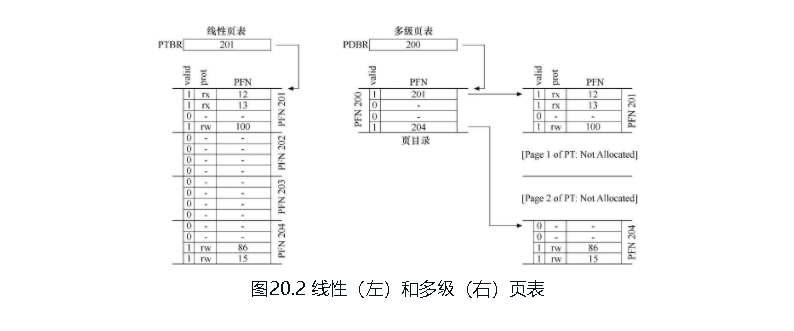 线性页表
PTBR 201
valid prot PFN
1 rx 12
1 rx 13
0 - -
1 rw 100
PFN 201
0 - -
0 - -
0 - -
0 - -
PFN 202
0 - -
0 - -
0 - -
0 - -
PFN 203
0 - -
0 - -
1 rw 86
1 rw 15
PFN 204
多级页表
PDBR 200
valid PFN
PFN 200
1 201
0 -
0 -
1 204
页目录
valid prot PFN
1 rx 12
1 rx 13
0 - -
1 rw 100
PFN 201
[Page 1 of PT: Not Allocated]
[Page 2 of PT: Not Allocated]
0 - -
0 - -
1 rw 86
1 rw 15
PFN 204
图20.2 线性（左）和多级（右）页表